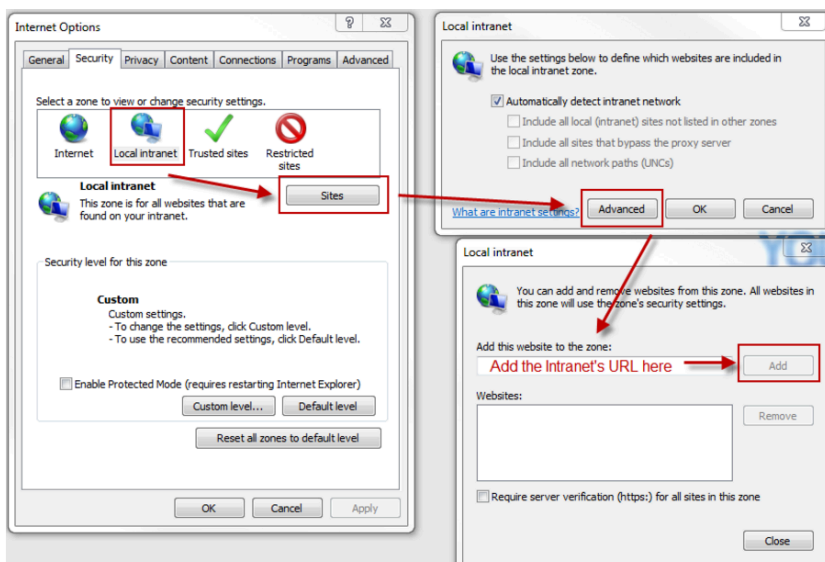 Internet Options
General Security Privacy Content Connections Programs Advanced
Select a zone to view or change security settings.
Internet Local intranet Trusted sites Restricted
sites
Local intranet
This zone is for all websites that are
found on your intranet.
Sites
Security level for this zone
Custom
Custom settings.
- To change the settings, click Custom level.
- To use the recommended settings, click Default level.
Enable Protected Mode (requires restarting Internet Explorer)
Custom level... Default level
Reset all zones to default level
OK Cancel Apply
Local intranet
Use the settings below to define which websites are included in
the local intranet zone.
Automatically detect intranet network
Include all local (intranet) sites not listed in other zones
Include all sites that bypass the proxy server
Include all network paths (UNCs)
What are intranet settings? Advanced OK Cancel
Local intranet
You can add and remove websites from this zone. All websites in
this zone will use the zone's security settings.
Add this website to the zone:
Add the Intranet's URL here Add
Websites:
Remove
Require server verification (https:) for all sites in this zone
Close